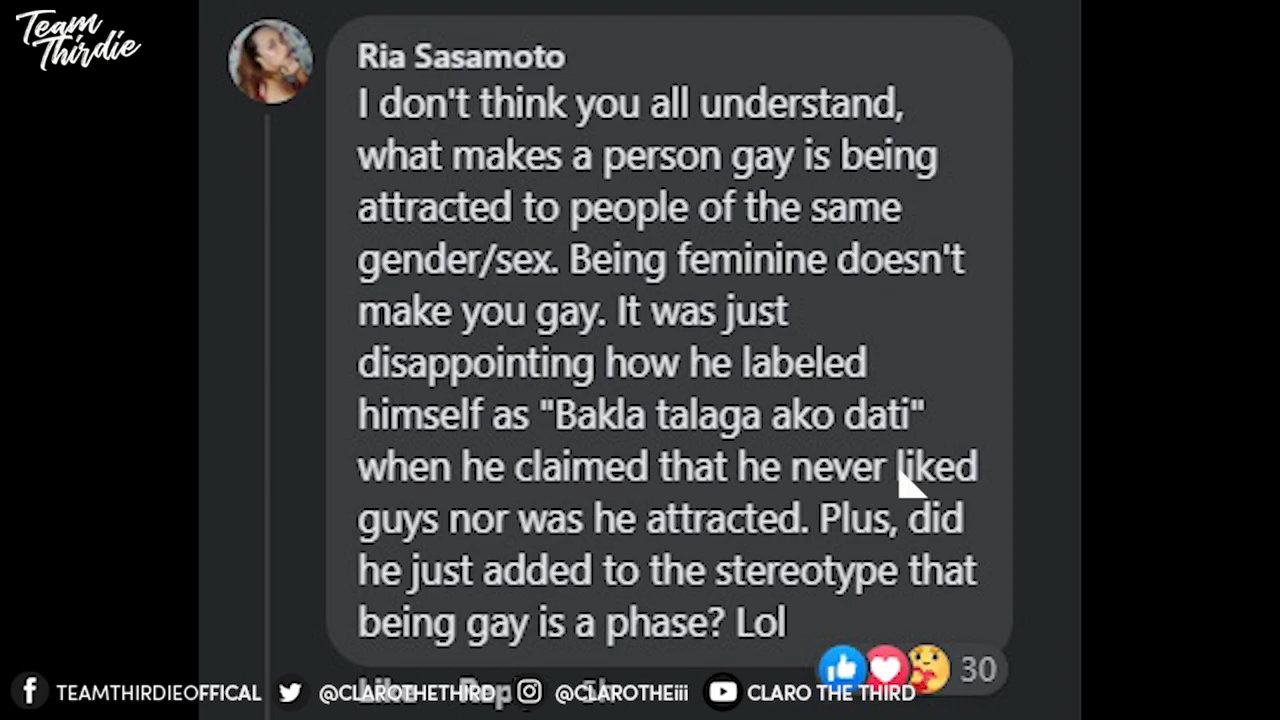 Team
Thirdie
Ria Sasamoto
I don't think you all understand,
what makes a person gay is being
attracted to people of the same
gender/sex. Being feminine doesn't
make you gay. It was just
disappointing how he labeled
himself as "Bakla talaga ako dati"
when he claimed that he never liked
guys nor was he attracted. Plus, did
he just added to the stereotype that
being gay is a phase? Lol
30
TEAMTHIRDIEOFFICAL @CLAROTHETHIRD @CLAROTHEiii CLARO THE THIRD